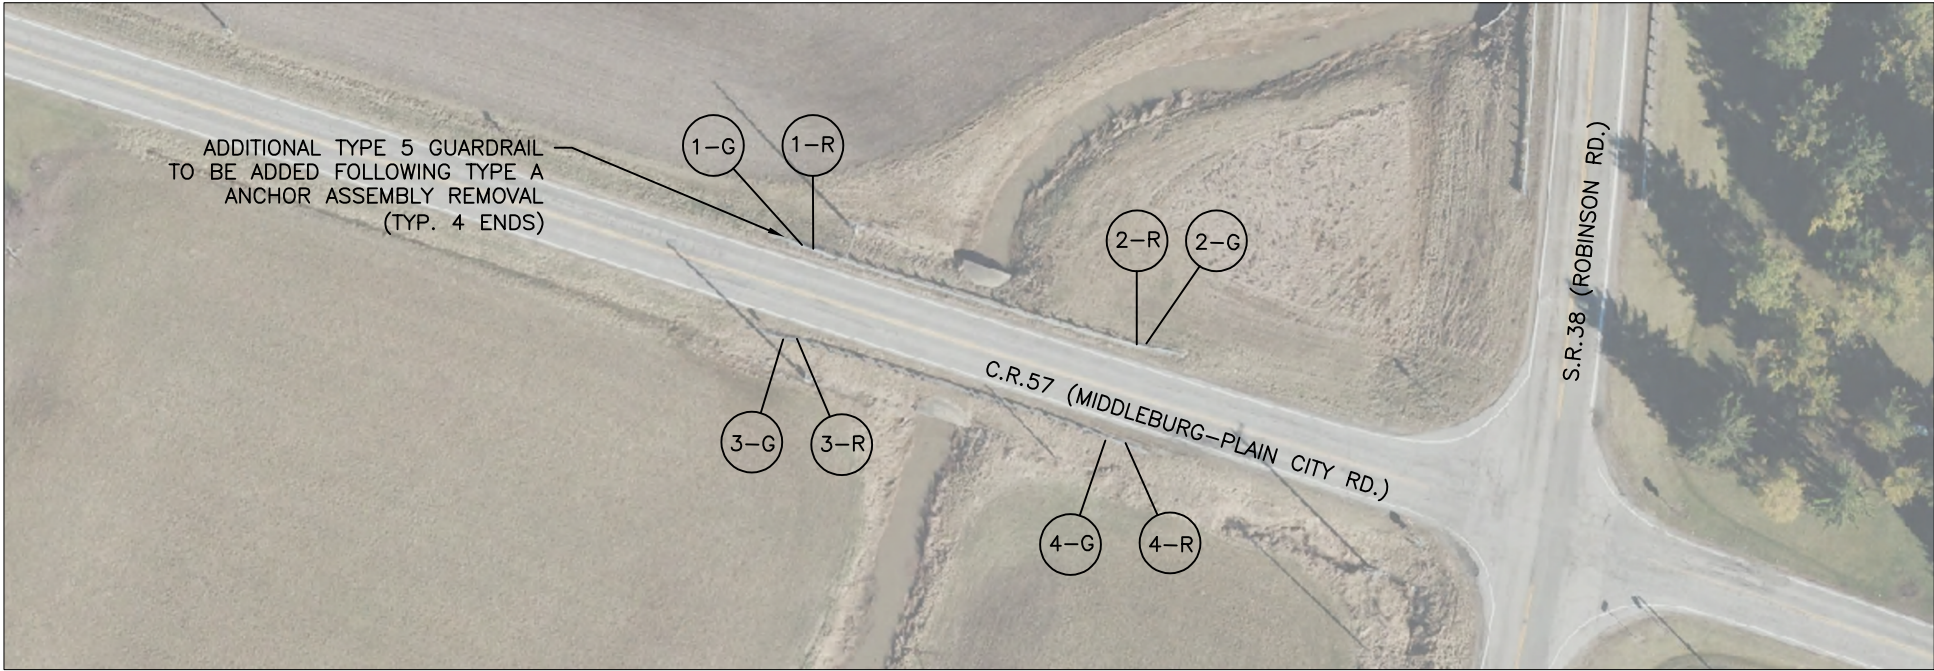 ADDITIONAL TYPE 5 GUARDRAIL
TO BE ADDED FOLLOWING TYPE A
ANCHOR ASSEMBLY REMOVAL
(TYP. 4 ENDS)
1-G
1-R
2-R
2-G
S.R.38 (ROBINSON RD.)
C.R.57 (MIDDLEBURG-PLAIN CITY RD.)
3-G
3-R
4-G
4-R